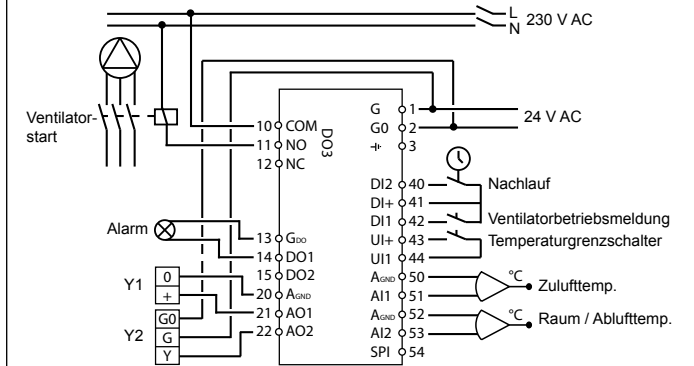 L
N 230 V AC
Ventilator-
start
10 COM
11 NO
12 NC
DO3
G 1
G0 2
3
24 V AC
DI2 40 Nachlauf
DI+ 41
DI1 42 Ventilatorbetriebsmeldung
UI+ 43 Temperaturgrenzschalter
UI1 44
Alarm
13 GDO
14 DO1
15 DO2
20 AGND
21 AO1
22 AO2
Y1 0
+
Y2 G0
G
Y
AGND 50 °C Zulufttemp.
AI1 51
AGND 52 °C Raum / Ablufttemp.
AI2 53
SPI 54